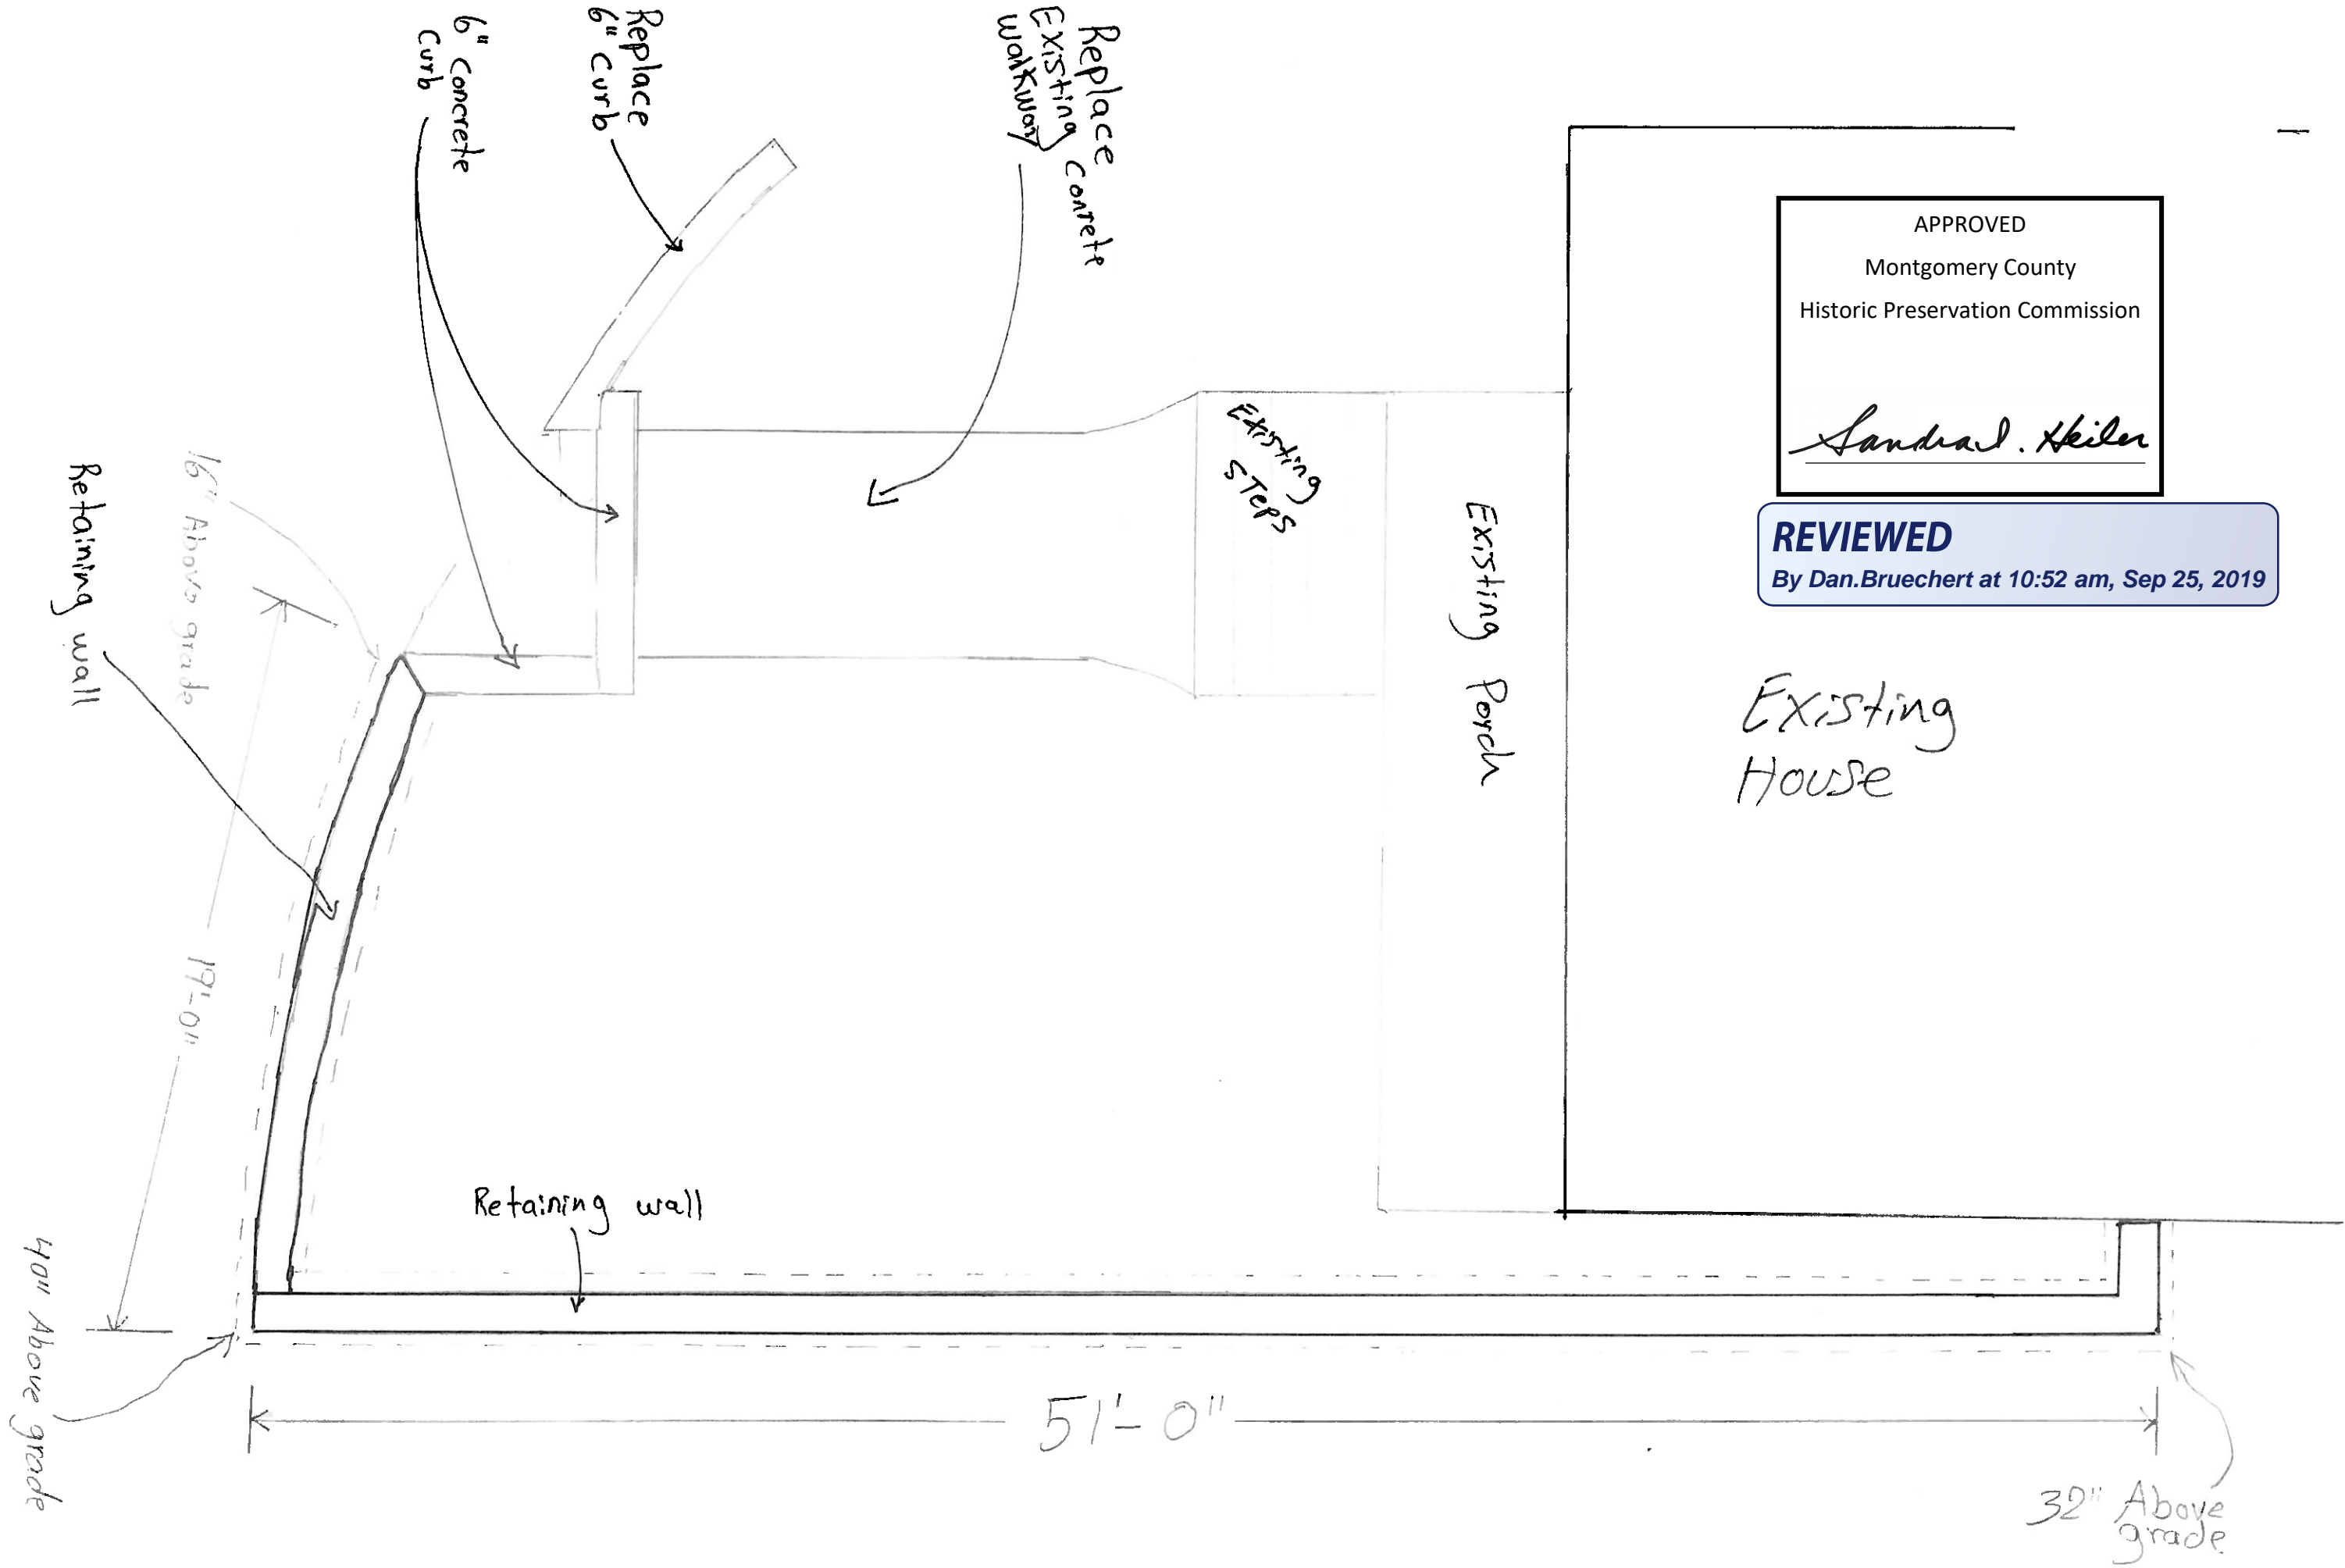 Replace
Existing concrete
walkway
Replace
6" Curb
6" Concrete
Curb
APPROVED
Montgomery County
Historic Preservation Commission
Sandra I. Heiler
REVIEWED
By Dan.Bruechert at 10:52 am, Sep 25, 2019
Existing
Steps
Existing Porch
Existing
House
16" Above grade
Retaining wall
19'-0"
Retaining wall
40" Above grade
51'-0"
32" Above
grade